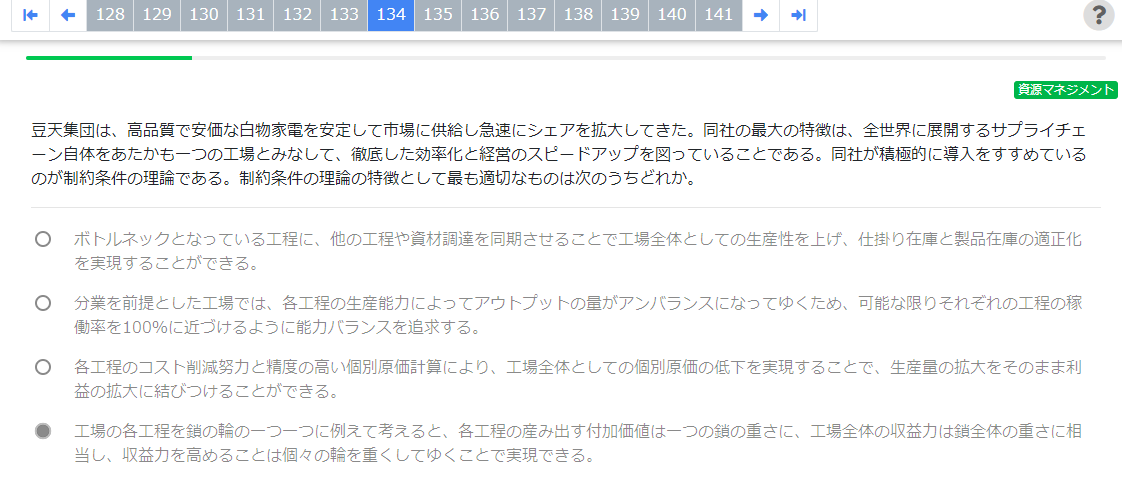 128 129 130 131 132 133 134 135 136 137 138 139 140 141 ?
資源マネジメント
豆天集団は、高品質で安価な白物家電を安定して市場に供給し急速にシェアを拡大してきた。同社の最大の特徴は、全世界に展開するサプライチェ
ーン自体をあたかも一つの工場とみなして、徹底した効率化と経営のスピードアップを図っていることである。同社が積極的に導入をすすめている
のが制約条件の理論である。制約条件の理論の特徴として最も適切なものは次のうちどれか。
ボトルネックとなっている工程に、他の工程や資材調達を同期させることで工場全体としての生産性を上げ、仕掛り在庫と製品在庫の適正化
を実現することができる。
分業を前提とした工場では、各工程の生産能力によってアウトプットの量がアンバランスになってゆくため、可能な限りそれぞれの工程の稼
働率を100%に近づけるように能力バランスを追求する。
各工程のコスト削減努力と精度の高い個別原価計算により、工場全体としての個別原価の低下を実現することで、生産量の拡大をそのまま利
益の拡大に結びつけることができる。
工場の各工程を鎖の輪の一つ一つに例えて考えると、各工程の産み出す付加価値は一つの鎖の重さに、工場全体の収益力は鎖全体の重さに相
当し、収益力を高めることは個々の輪を重くしてゆくことで実現できる。